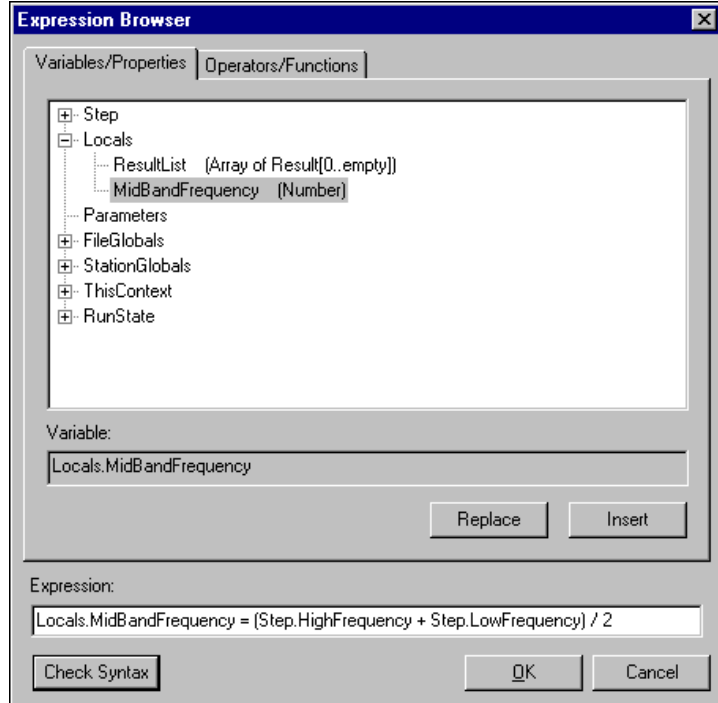 Expression Browser
Variables/Properties Operators/Functions
Step
Locals
ResultList (Array of Result[0..empty])
MidBandFrequency (Number)
Parameters
FileGlobals
StationGlobals
ThisContext
RunState
Variable:
Locals.MidBandFrequency
Replace Insert
Expression:
Locals.MidBandFrequency = (Step.HighFrequency + Step.LowFrequency) / 2
Check Syntax OK Cancel